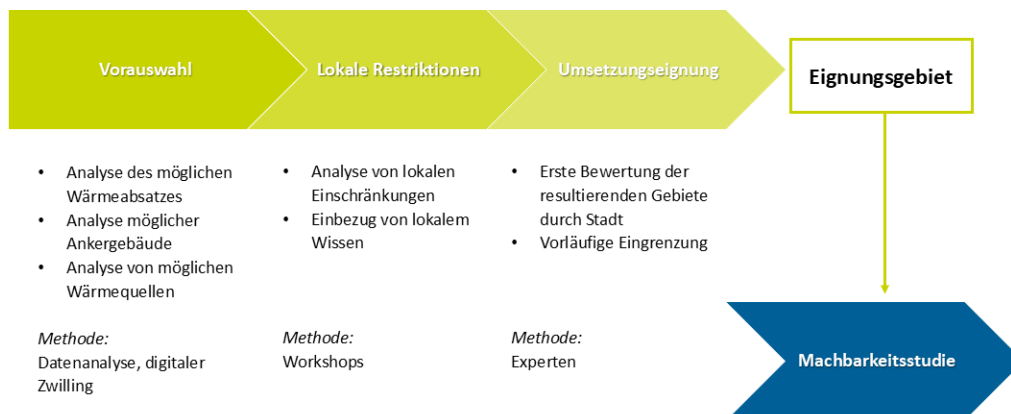 Vorauswahl
Lokale Restriktionen
Umsetzungseignung
Eignungsgebiet
• Analyse des möglichen
Wärmeabsatzes
• Analyse möglicher
Ankergebäude
• Analyse von möglichen
Wärmequellen
Methode:
Datenanalyse, digitaler
Zwilling
• Analyse von lokalen
Einschränkungen
• Einbezug von lokalem
Wissen
Methode:
Workshops
• Erste Bewertung der
resultierenden Gebiete
durch Stadt
• Vorläufige Eingrenzung
Methode:
Experten
Machbarkeitsstudie